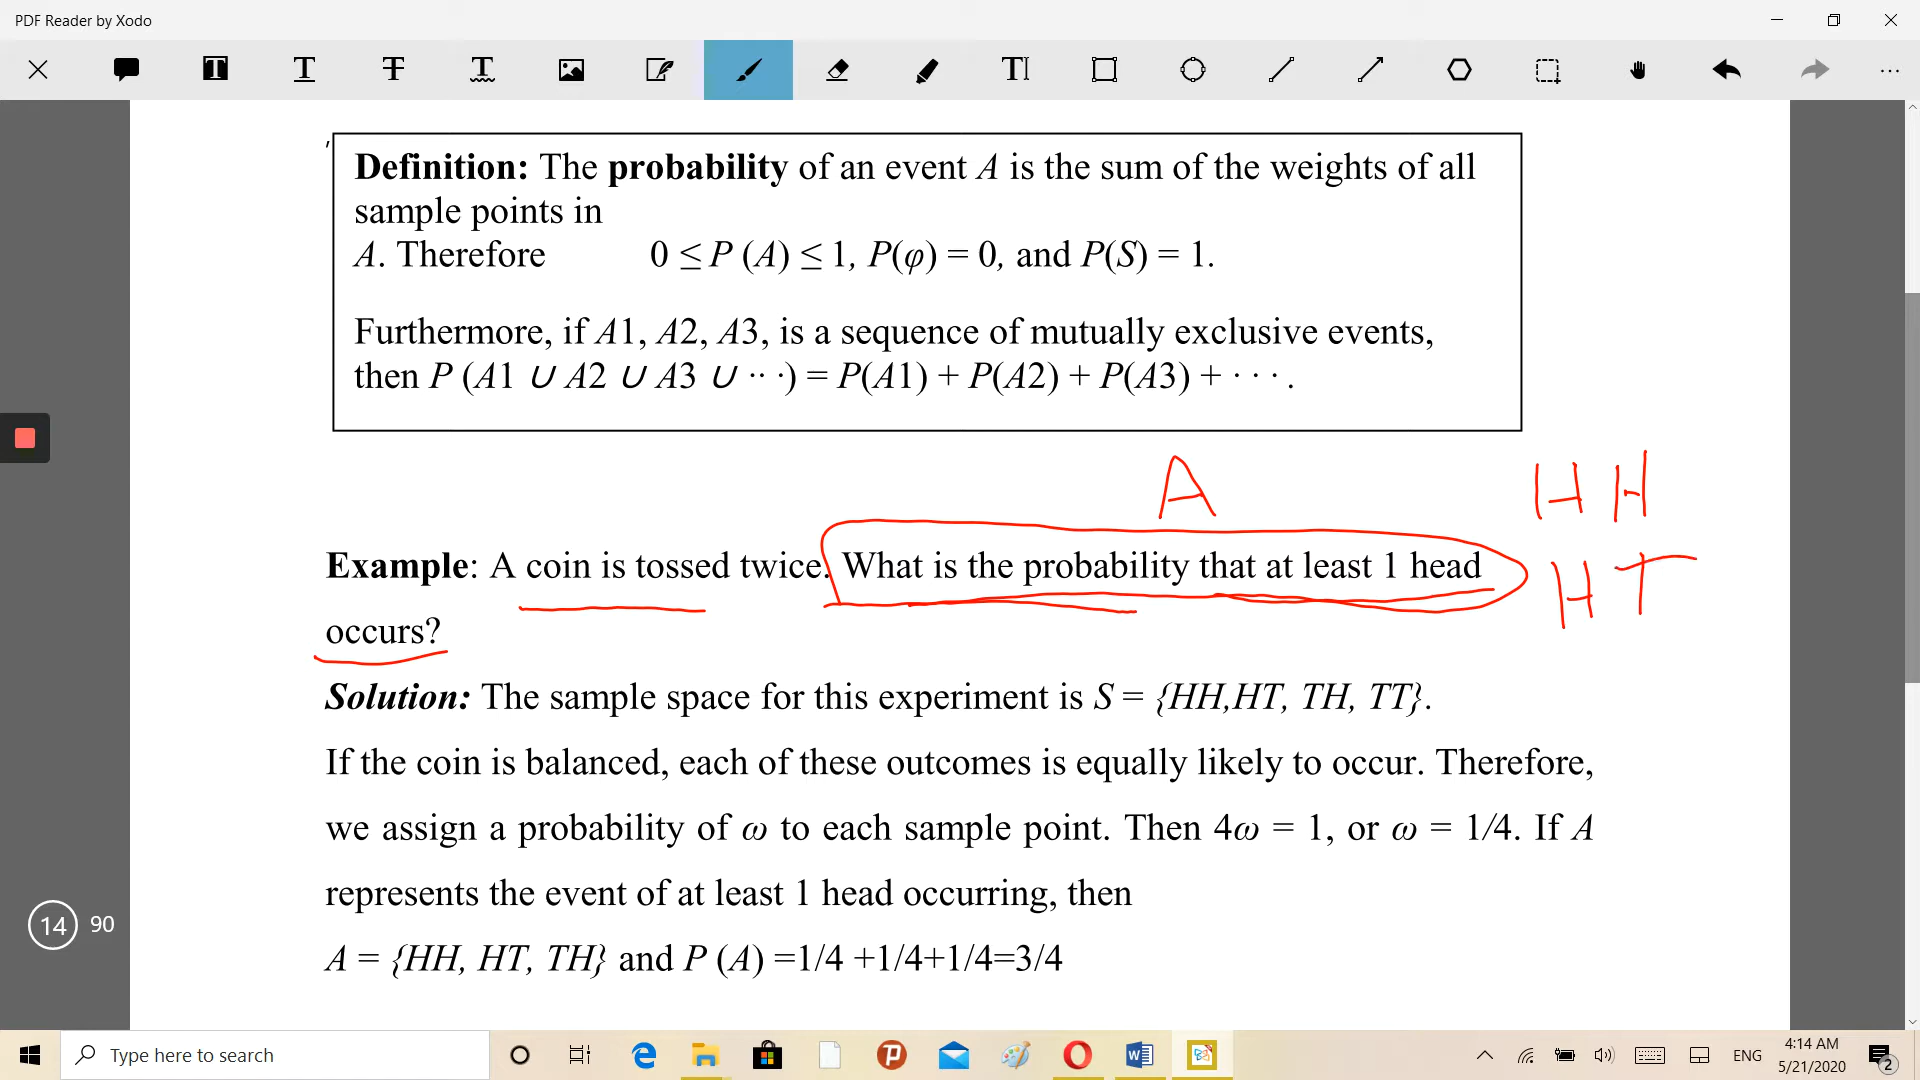 PDF Reader by Xodo
Definition: The probability of an event A is the sum of the weights of all
sample points in
A. Therefore 0 ≤ P (A) ≤ 1, P(φ) = 0, and P(S) = 1.
Furthermore, if A1, A2, A3, is a sequence of mutually exclusive events,
then P (A1 ∪ A2 ∪ A3 ∪ ·· ·) = P(A1) + P(A2) + P(A3) + · · · .
A
H H
Example: A coin is tossed twice. What is the probability that at least 1 head
H T
occurs?
Solution: The sample space for this experiment is S = {HH,HT, TH, TT}.
If the coin is balanced, each of these outcomes is equally likely to occur. Therefore,
we assign a probability of ω to each sample point. Then 4ω = 1, or ω = 1/4. If A
represents the event of at least 1 head occurring, then
A = {HH, HT, TH} and P (A) =1/4 +1/4+1/4=3/4
14 90
Type here to search
ENG
4:14 AM
5/21/2020
2